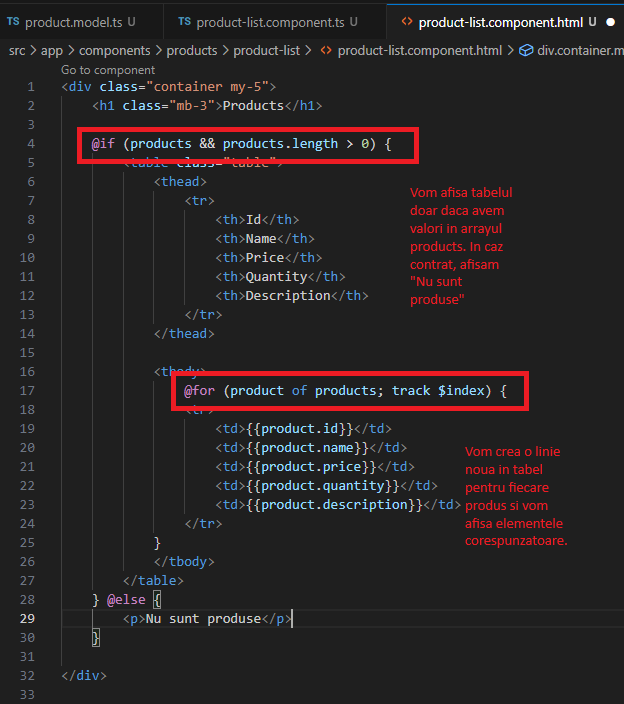 TS product.model.ts U
TS product-list.component.ts U
<> product-list.component.html U ●
src > app > components > products > product-list > <> product-list.component.html > div.container.m
Go to component
1 <div class="container my-5">
2 <h1 class="mb-3">Products</h1>
3
4 @if (products && products.length > 0) {
5 <table class="table">
6 <thead>
7 <tr>
8 <th>Id</th>
9 <th>Name</th>
10 <th>Price</th>
11 <th>Quantity</th>
12 <th>Description</th>
13 </tr>
14 </thead>
15
16 <tbody>
17 @for (product of products; track $index) {
18 <tr>
19 <td>{{product.id}}</td>
20 <td>{{product.name}}</td>
21 <td>{{product.price}}</td>
22 <td>{{product.quantity}}</td>
23 <td>{{product.description}}</td>
24 </tr>
25 }
26 </tbody>
27 </table>
28 } @else {
29 <p>Nu sunt produse</p>
30 }
31
32 </div>
33
Vom afisa tabelul
doar daca avem
valori in arrayul
products. In caz
contrat, afisam
"Nu sunt
produse"
Vom crea o linie
noua in tabel
pentru fiecare
produs si vom
afisa elementele
corespunzatoare.